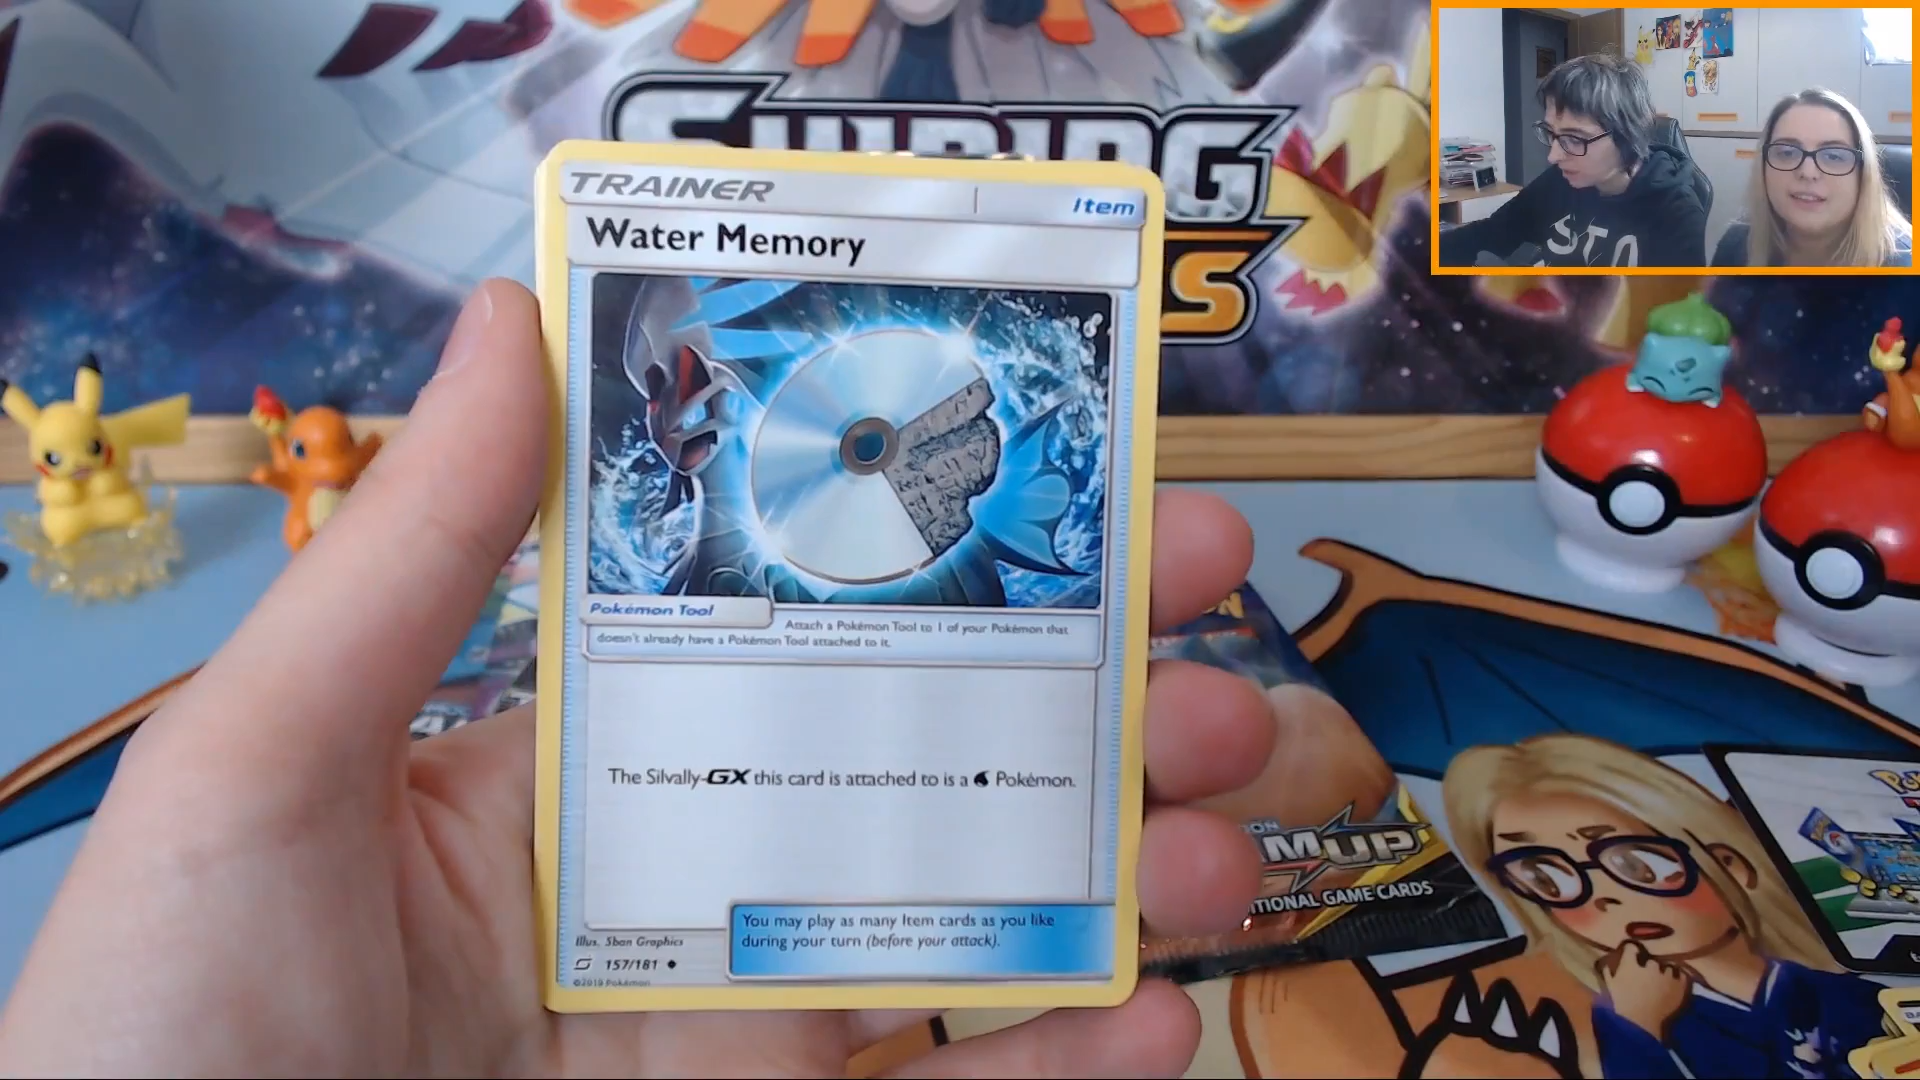 TRAINER
Item
Water Memory
Pokémon Tool
Attach a Pokémon Tool to 1 of your Pokémon that
doesn't already have a Pokémon Tool attached to it.
The Silvally-GX this card is attached to is a Pokémon.
You may play as many Item cards as you like
during your turn (before your attack).
Illus. Sban Graphics
157/181
©2019 Pokémon
MUP
TIONAL GAME CARDS